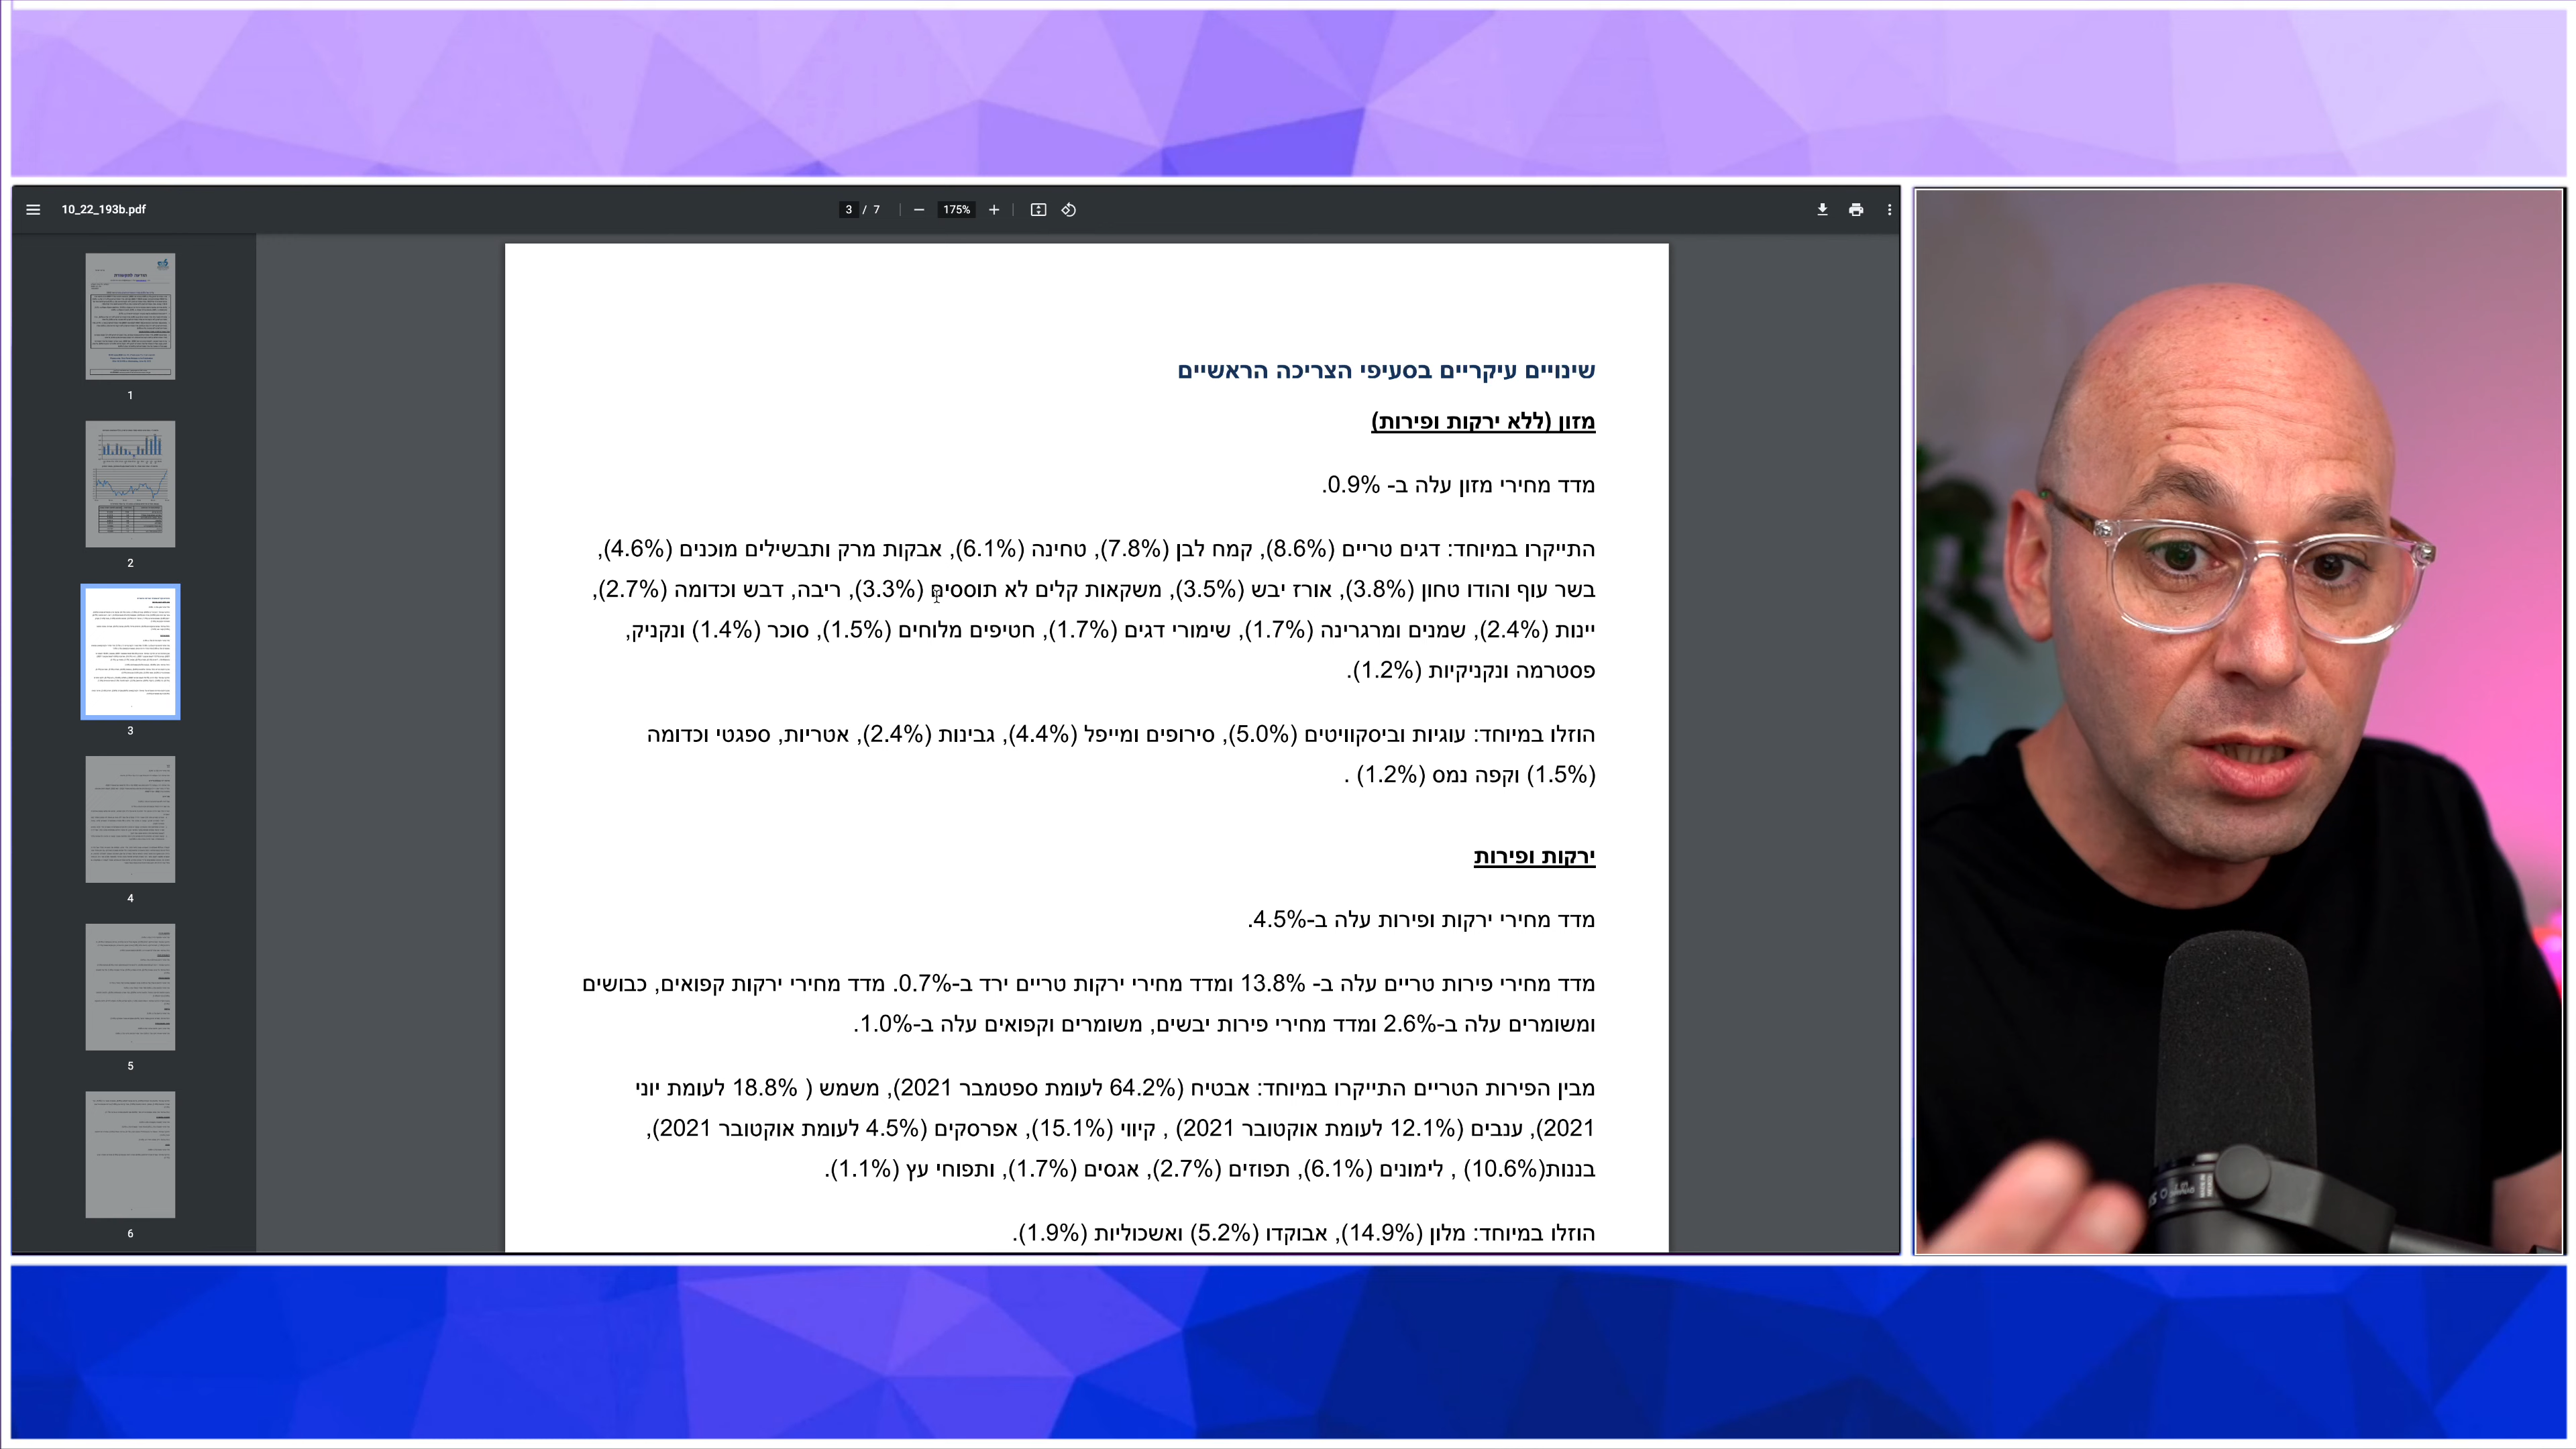 10_22_193b.pdf
3 / 7
175%
1
2
3
4
5
6
שינויים עיקריים בסעיפי הצריכה הראשיים
מזון (ללא ירקות ופירות)
מדד מחירי מזון עלה ב- 0.9%.
התייקרו במיוחד: דגים טריים (8.6%), קמח לבן (7.8%), טחינה (6.1%), אבקות מרק ותבשילים מוכנים (4.6%),
בשר עוף והודו טחון (3.8%), אורז יבש (3.5%), משקאות קלים לא תוססים (3.3%), ריבה, דבש וכדומה (2.7%),
יינות (2.4%), שמנים ומרגרינה (1.7%), שימורי דגים (1.7%), חטיפים מלוחים (1.5%), סוכר (1.4%) ונקניק,
פסטרמה ונקניקיות (1.2%).
הוזלו במיוחד: עוגיות וביסקוויטים (5.0%), סירופים ומייפל (4.4%), גבינות (2.4%), אטריות, ספגטי וכדומה
(1.5%) וקפה נמס (1.2%) .
ירקות ופירות
מדד מחירי ירקות ופירות עלה ב-4.5%.
מדד מחירי פירות טריים עלה ב- 13.8% ומדד מחירי ירקות טריים ירד ב-0.7%. מדד מחירי ירקות קפואים, כבושים
ומשומרים עלה ב-2.6% ומדד מחירי פירות יבשים, משומרים וקפואים עלה ב-1.0%.
מבין הפירות הטריים התייקרו במיוחד: אבטיח (64.2% לעומת ספטמבר 2021), משמש ( 18.8% לעומת יוני
2021), ענבים (12.1% לעומת אוקטובר 2021) , קיווי (15.1%), אפרסקים (4.5% לעומת אוקטובר 2021),
בננות(10.6%) , לימונים (6.1%), תפוזים (2.7%), אגסים (1.7%), ותפוחי עץ (1.1%).
הוזלו במיוחד: מלון (14.9%), אבוקדו (5.2%) ואשכוליות (1.9%).